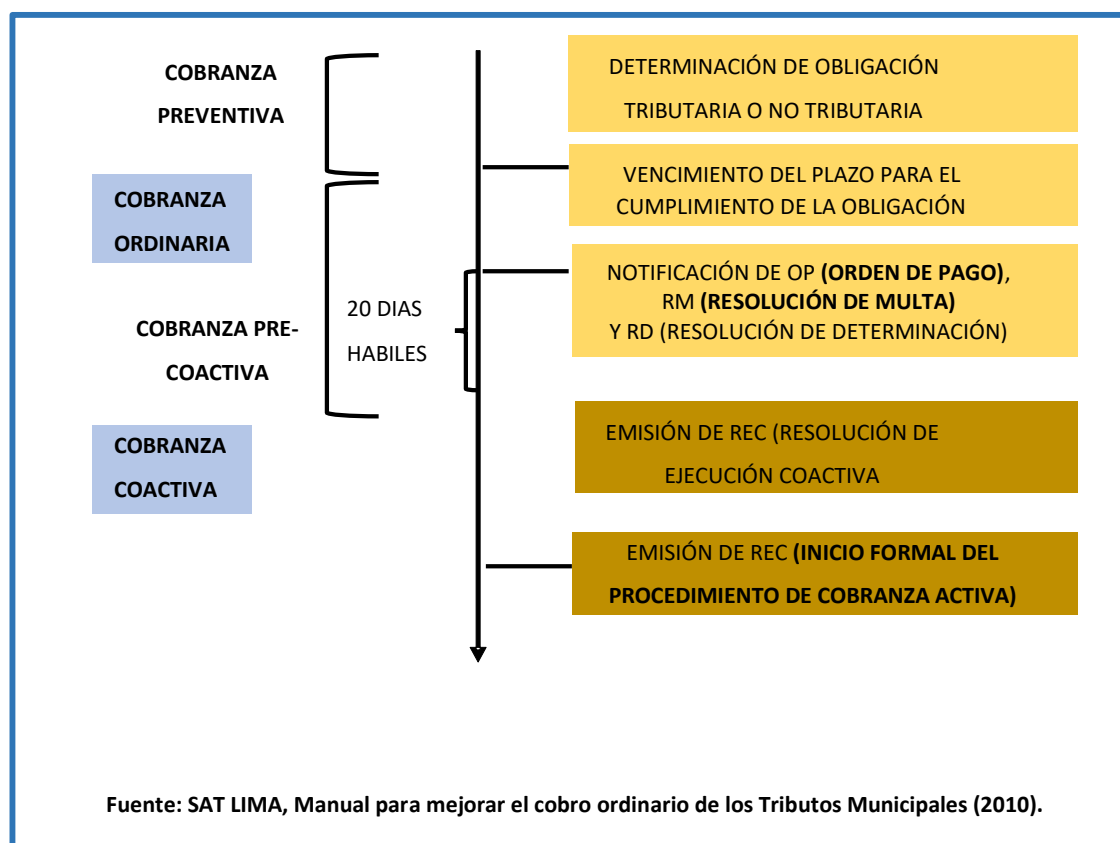 COBRANZA
PREVENTIVA
COBRANZA
ORDINARIA
COBRANZA PRE-
COACTIVA
COBRANZA
COACTIVA
20 DIAS
HABILES
DETERMINACIÓN DE OBLIGACIÓN
TRIBUTARIA O NO TRIBUTARIA
VENCIMIENTO DEL PLAZO PARA EL
CUMPLIMIENTO DE LA OBLIGACIÓN
NOTIFICACIÓN DE OP (ORDEN DE PAGO),
RM (RESOLUCIÓN DE MULTA)
Y RD (RESOLUCIÓN DE DETERMINACIÓN)
EMISIÓN DE REC (RESOLUCIÓN DE
EJECUCIÓN COACTIVA
EMISIÓN DE REC (INICIO FORMAL DEL
PROCEDIMIENTO DE COBRANZA ACTIVA)
Fuente: SAT LIMA, Manual para mejorar el cobro ordinario de los Tributos Municipales (2010).